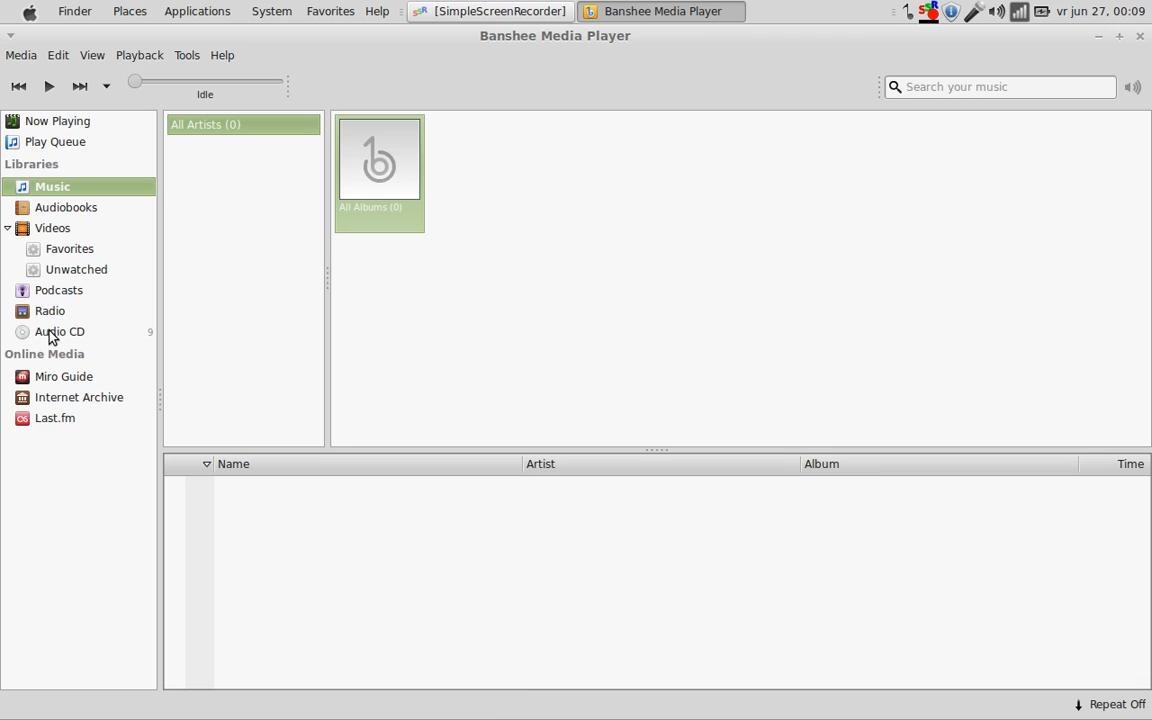 Finder Places Applications System Favorites Help [SimpleScreenRecorder] Banshee Media Player vr jun 27, 00:09
Banshee Media Player
Media Edit View Playback Tools Help
Idle
Search your music
Now Playing
Play Queue
Libraries
Music
Audiobooks
Videos
Favorites
Unwatched
Podcasts
Radio
Audio CD 9
Online Media
Miro Guide
Internet Archive
Last.fm
All Artists (0)
All Albums (0)
Name Artist Album Time
Repeat Off